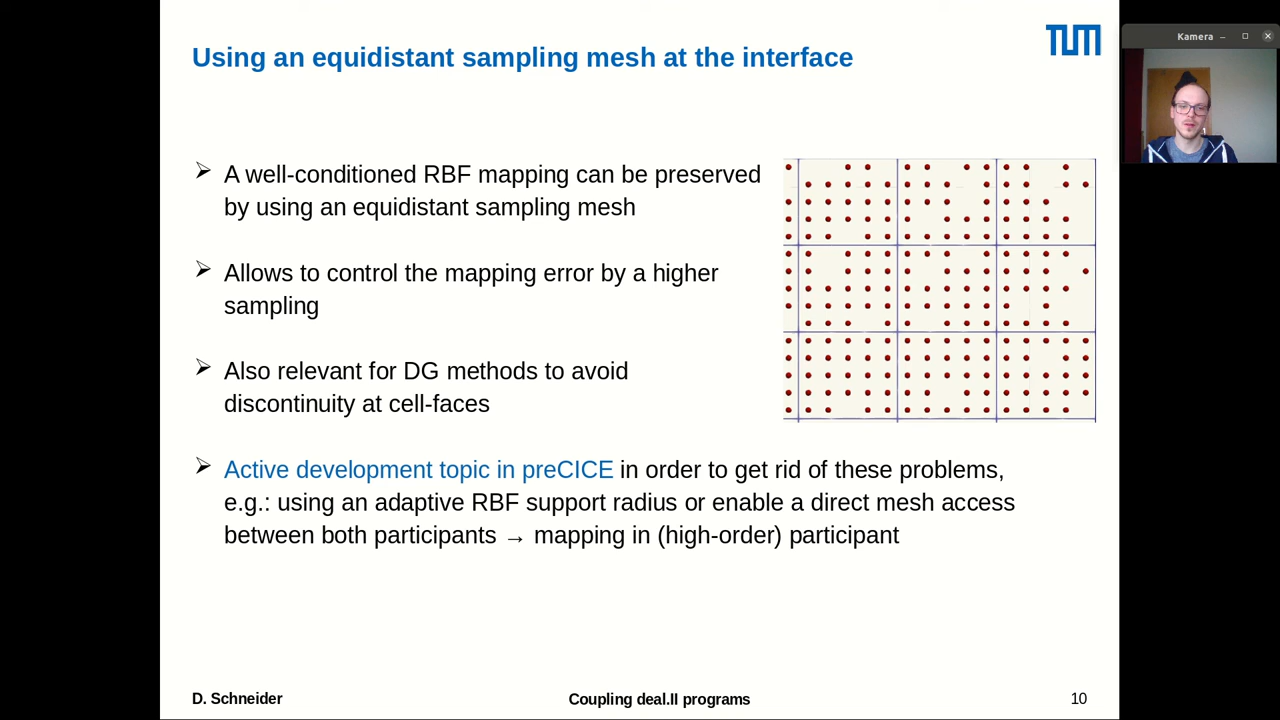 Using an equidistant sampling mesh at the interface
TUM
Kamera
A well-conditioned RBF mapping can be preserved
by using an equidistant sampling mesh
Allows to control the mapping error by a higher
sampling
Also relevant for DG methods to avoid
discontinuity at cell-faces
Active development topic in preCICE in order to get rid of these problems,
e.g.: using an adaptive RBF support radius or enable a direct mesh access
between both participants → mapping in (high-order) participant
D. Schneider
Coupling deal.II programs
10